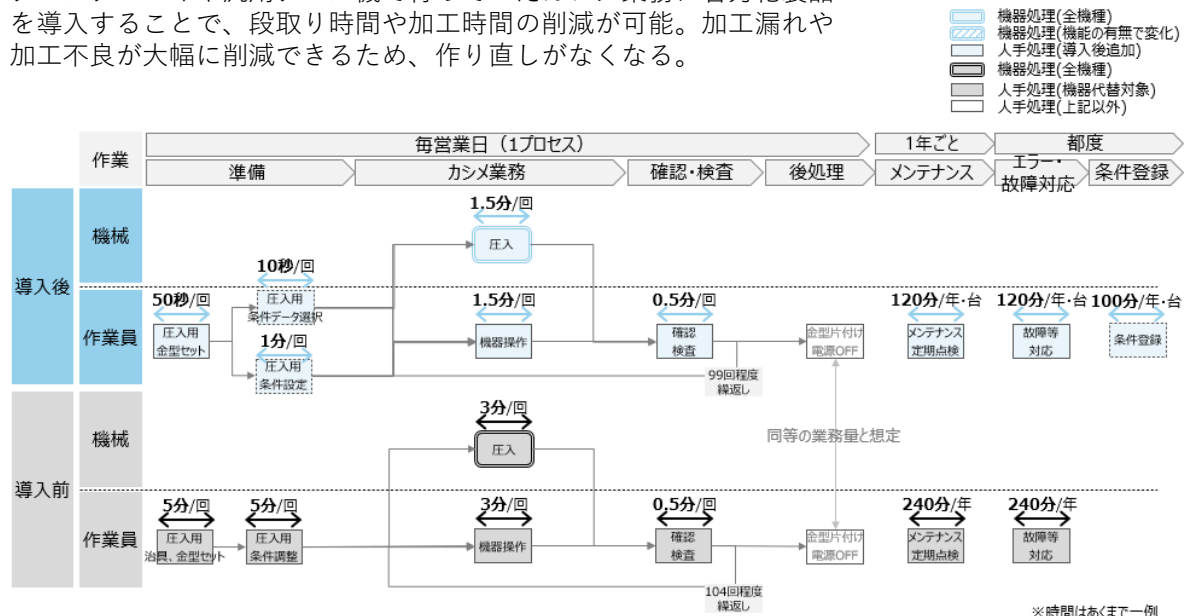 を導入することで、段取り時間や加工時間の削減が可能。加工漏れや
加工不良が大幅に削減できるため、作り直しがなくなる。
機器処理(全機種)
機器処理(機能の有無で変化)
人手処理(導入後追加)
機器処理(全機種)
人手処理(機器代替対象)
人手処理(上記以外)
作業
毎営業日（1プロセス）
1年ごと
都度
準備
カシメ業務
確認・検査
後処理
メンテナンス
エラー・
故障対応
条件登録
導入後
機械
1.5分/回
圧入
作業員
50秒/回
圧入用
金型セット
10秒/回
圧入用
条件データ選択
1分/回
圧入用
条件設定
1.5分/回
機器操作
0.5分/回
確認
検査
99回程度
繰返し
金型片付け
電源OFF
120分/年・台
メンテナンス
定期点検
120分/年・台
故障等
対応
100分/年・台
条件登録
同等の業務量と想定
導入前
機械
3分/回
圧入
作業員
5分/回
圧入用
治具、金型セット
5分/回
圧入用
条件調整
3分/回
機器操作
0.5分/回
確認
検査
104回程度
繰返し
金型片付け
電源OFF
240分/年
メンテナンス
定期点検
240分/年
故障等
対応
※時間はあくまで一例